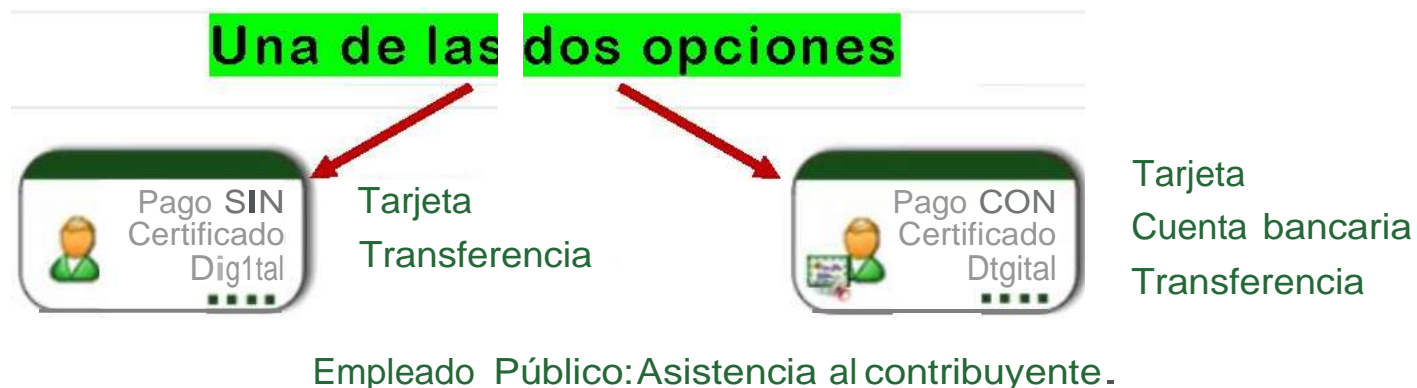 Una de las dos opciones
Pago SIN
Certificado
Dig1tal
Tarjeta
Transferencia
Pago CON
Certificado
Dtgital
Tarjeta
Cuenta bancaria
Transferencia
Empleado Público:Asistencia al contribuyente.